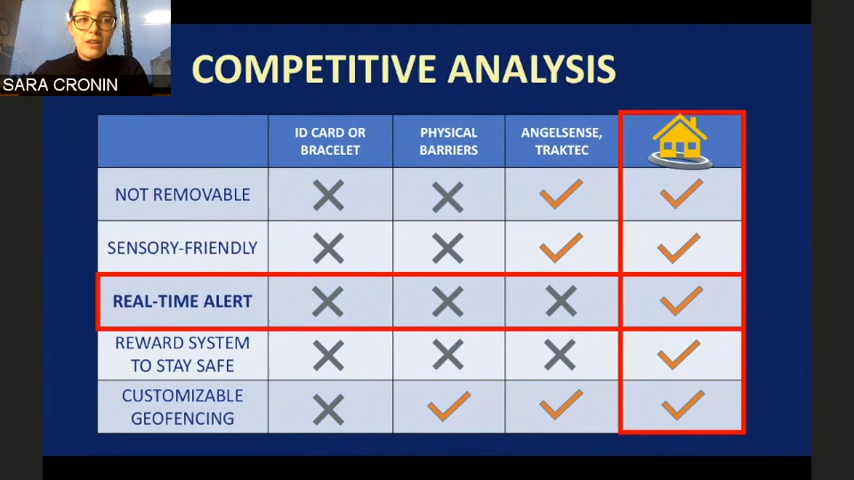 SARA CRONIN
COMPETITIVE ANALYSIS
ID CARD OR
BRACELET
PHYSICAL
BARRIERS
ANGELSENSE,
TRAKTEC
NOT REMOVABLE
SENSORY-FRIENDLY
REAL-TIME ALERT
REWARD SYSTEM
TO STAY SAFE
CUSTOMIZABLE
GEOFENCING